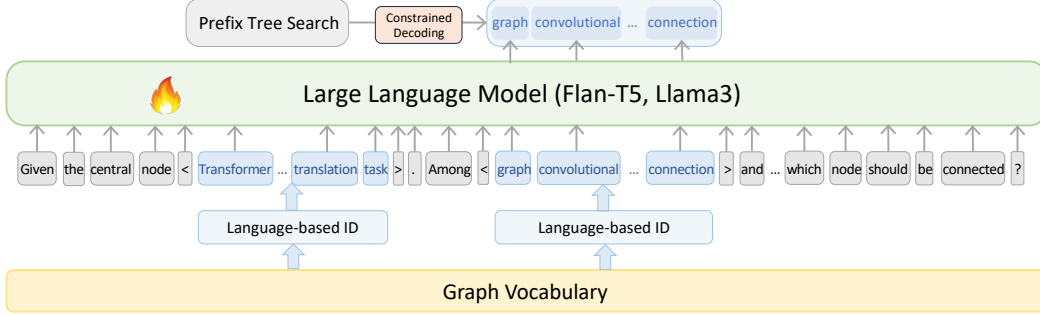 Prefix Tree Search
Constrained
Decoding
graph convolutional ... connection
Large Language Model (Flan-T5, Llama3)
Given the central node < Transformer ... translation task > . Among < graph convolutional ... connection > and ... which node should be connected ?
Language-based ID Language-based ID
Graph Vocabulary